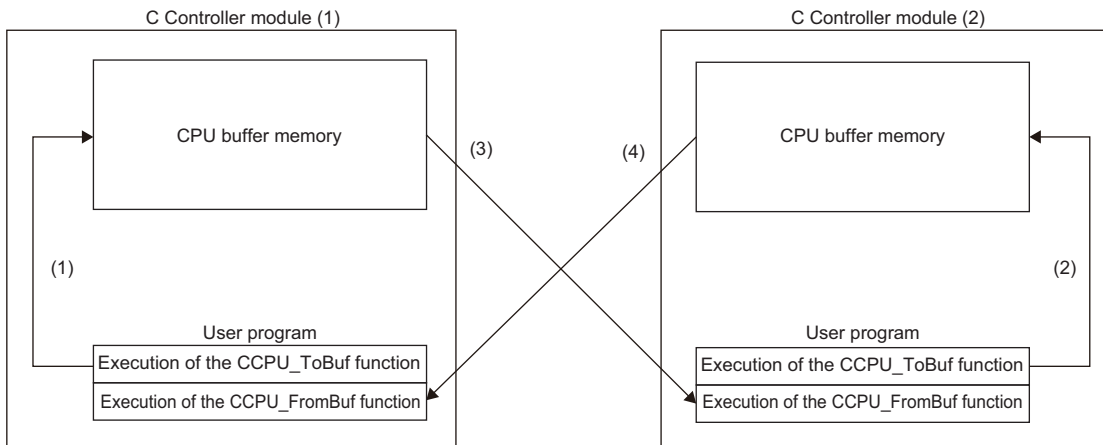 C Controller module (1)
C Controller module (2)
CPU buffer memory
CPU buffer memory
(3)
(4)
(1)
(2)
User program
User program
Execution of the CCPU_ToBuf function
Execution of the CCPU_ToBuf function
Execution of the CCPU_FromBuf function
Execution of the CCPU_FromBuf function